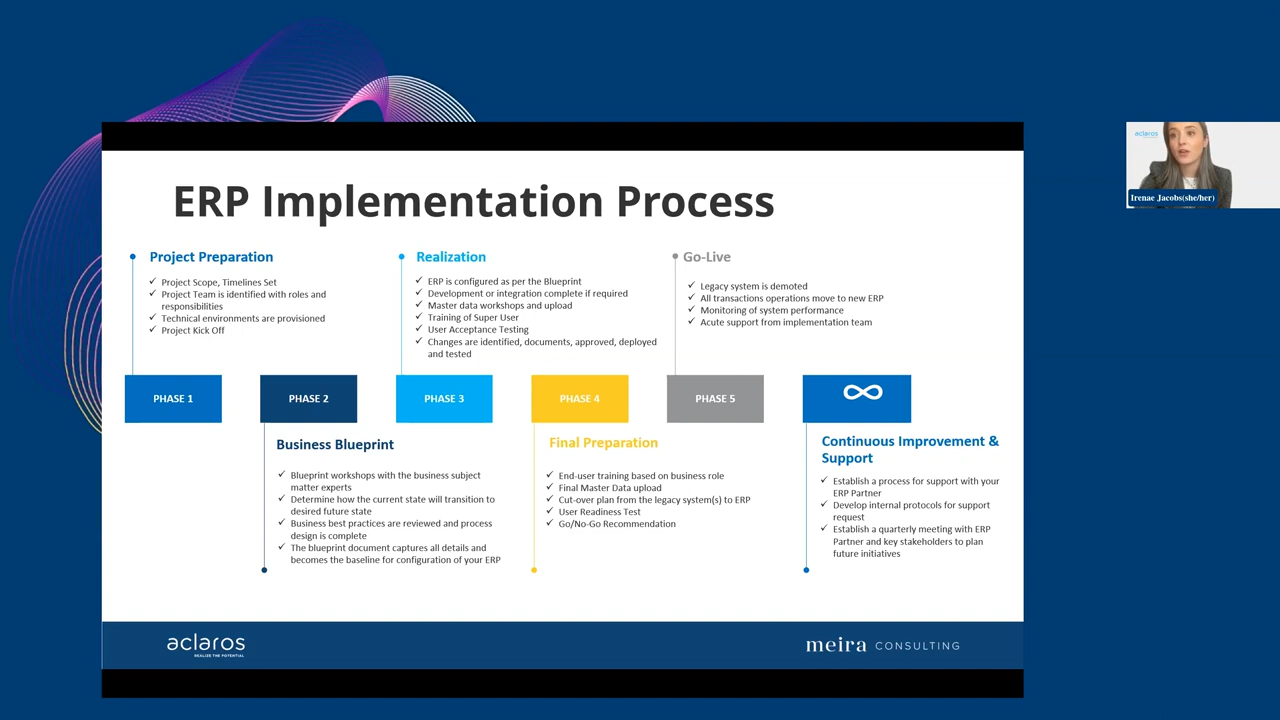 ERP Implementation Process
Project Preparation
✓ Project Scope, Timelines Set
✓ Project Team is identified with roles and
responsibilities
✓ Technical environments are provisioned
✓ Project Kick Off
Realization
✓ ERP is configured as per the Blueprint
✓ Development or integration complete if required
✓ Master data workshops and upload
✓ Training of Super User
✓ User Acceptance Testing
✓ Changes are identified, documents, approved, deployed
and tested
Go-Live
✓ Legacy system is demoted
✓ All transactions operations move to new ERP
✓ Monitoring of system performance
✓ Acute support from implementation team
PHASE 1
PHASE 2
PHASE 3
PHASE 4
PHASE 5
∞
Business Blueprint
✓ Blueprint workshops with the business subject
matter experts
✓ Determine how the current state will transition to
desired future state
✓ Business best practices are reviewed and process
design is complete
✓ The blueprint document captures all details and
becomes the baseline for configuration of your ERP
Final Preparation
✓ End-user training based on business role
✓ Final Master Data upload
✓ Cut-over plan from the legacy system(s) to ERP
✓ User Readiness Test
✓ Go/No-Go Recommendation
Continuous Improvement &
Support
✓ Establish a process for support with your
ERP Partner
✓ Develop internal protocols for support
request
✓ Establish a quarterly meeting with ERP
Partner and key stakeholders to plan
future initiatives
aclaros
REALIZE THE POTENTIAL
meira CONSULTING
aclaros
Irenae Jacobs(she/her)